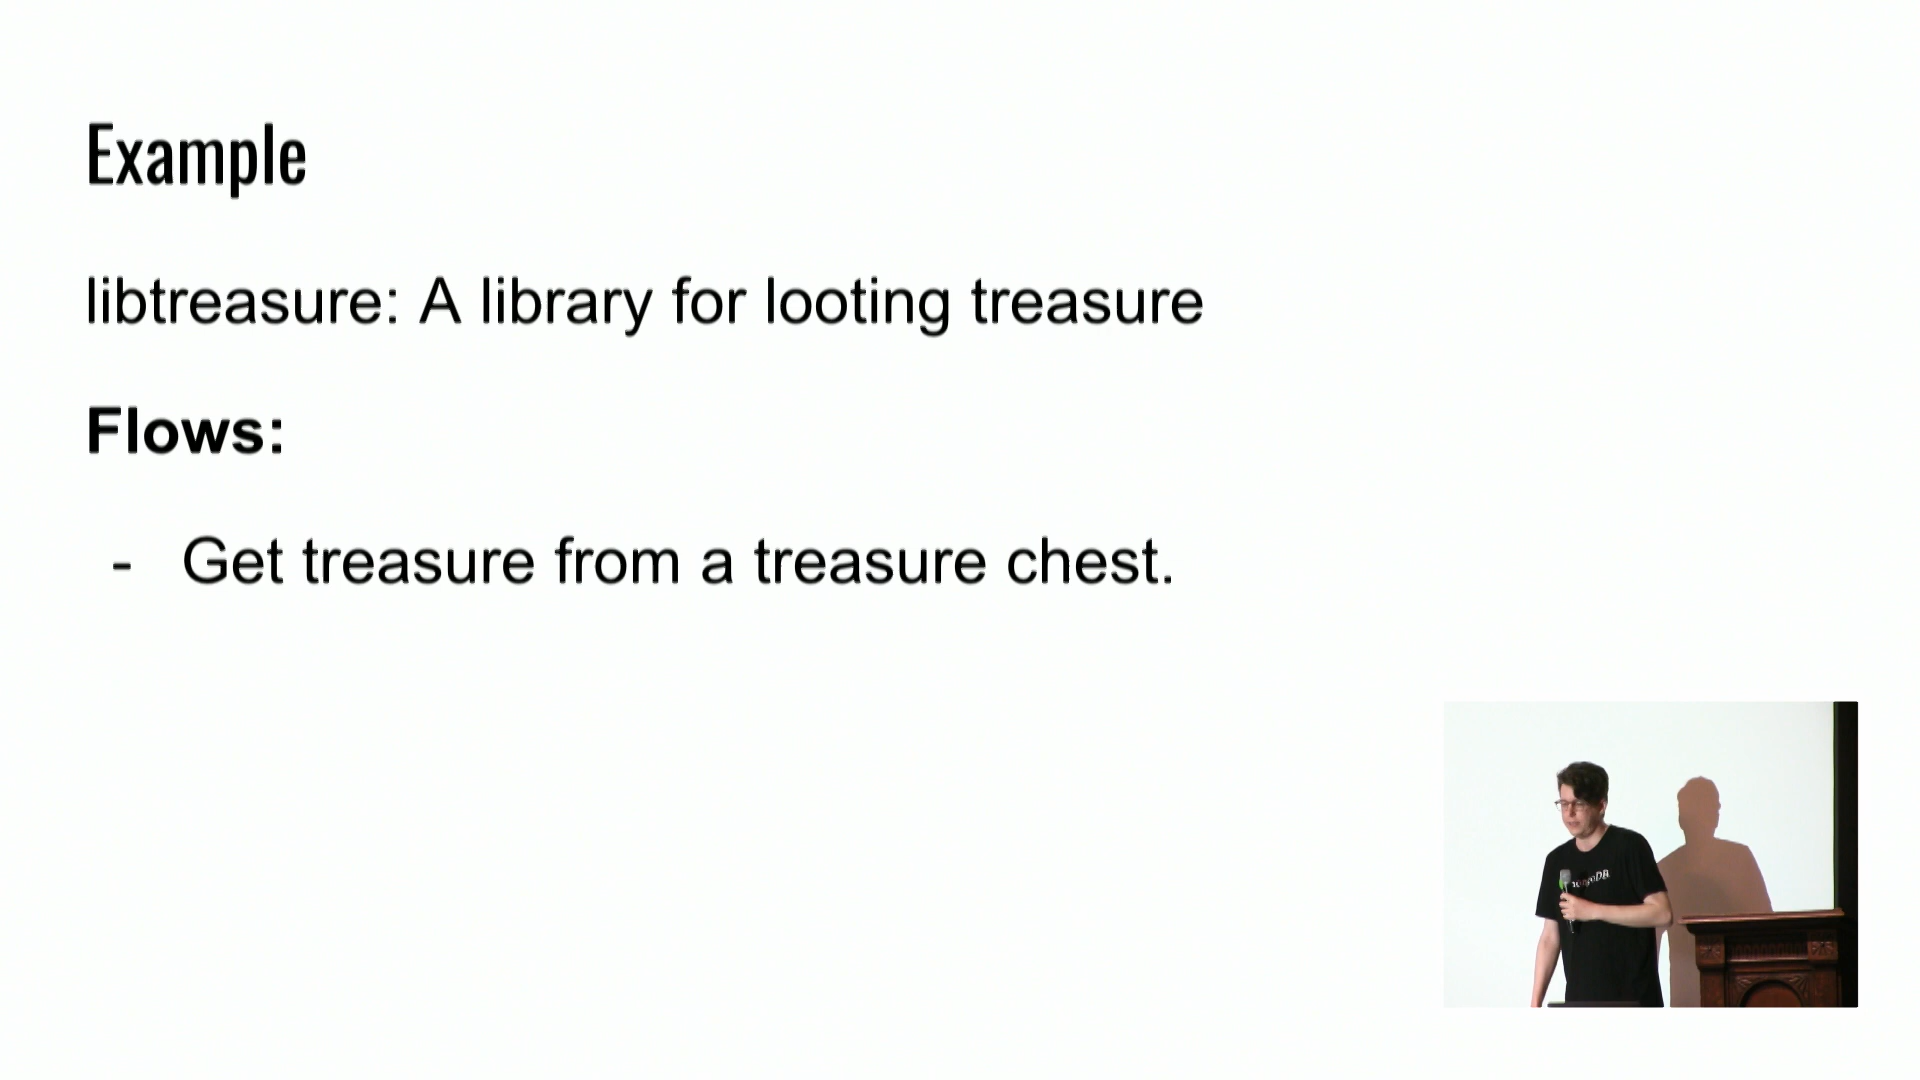 Example
libtreasure: A library for looting treasure
Flows:
- Get treasure from a treasure chest.